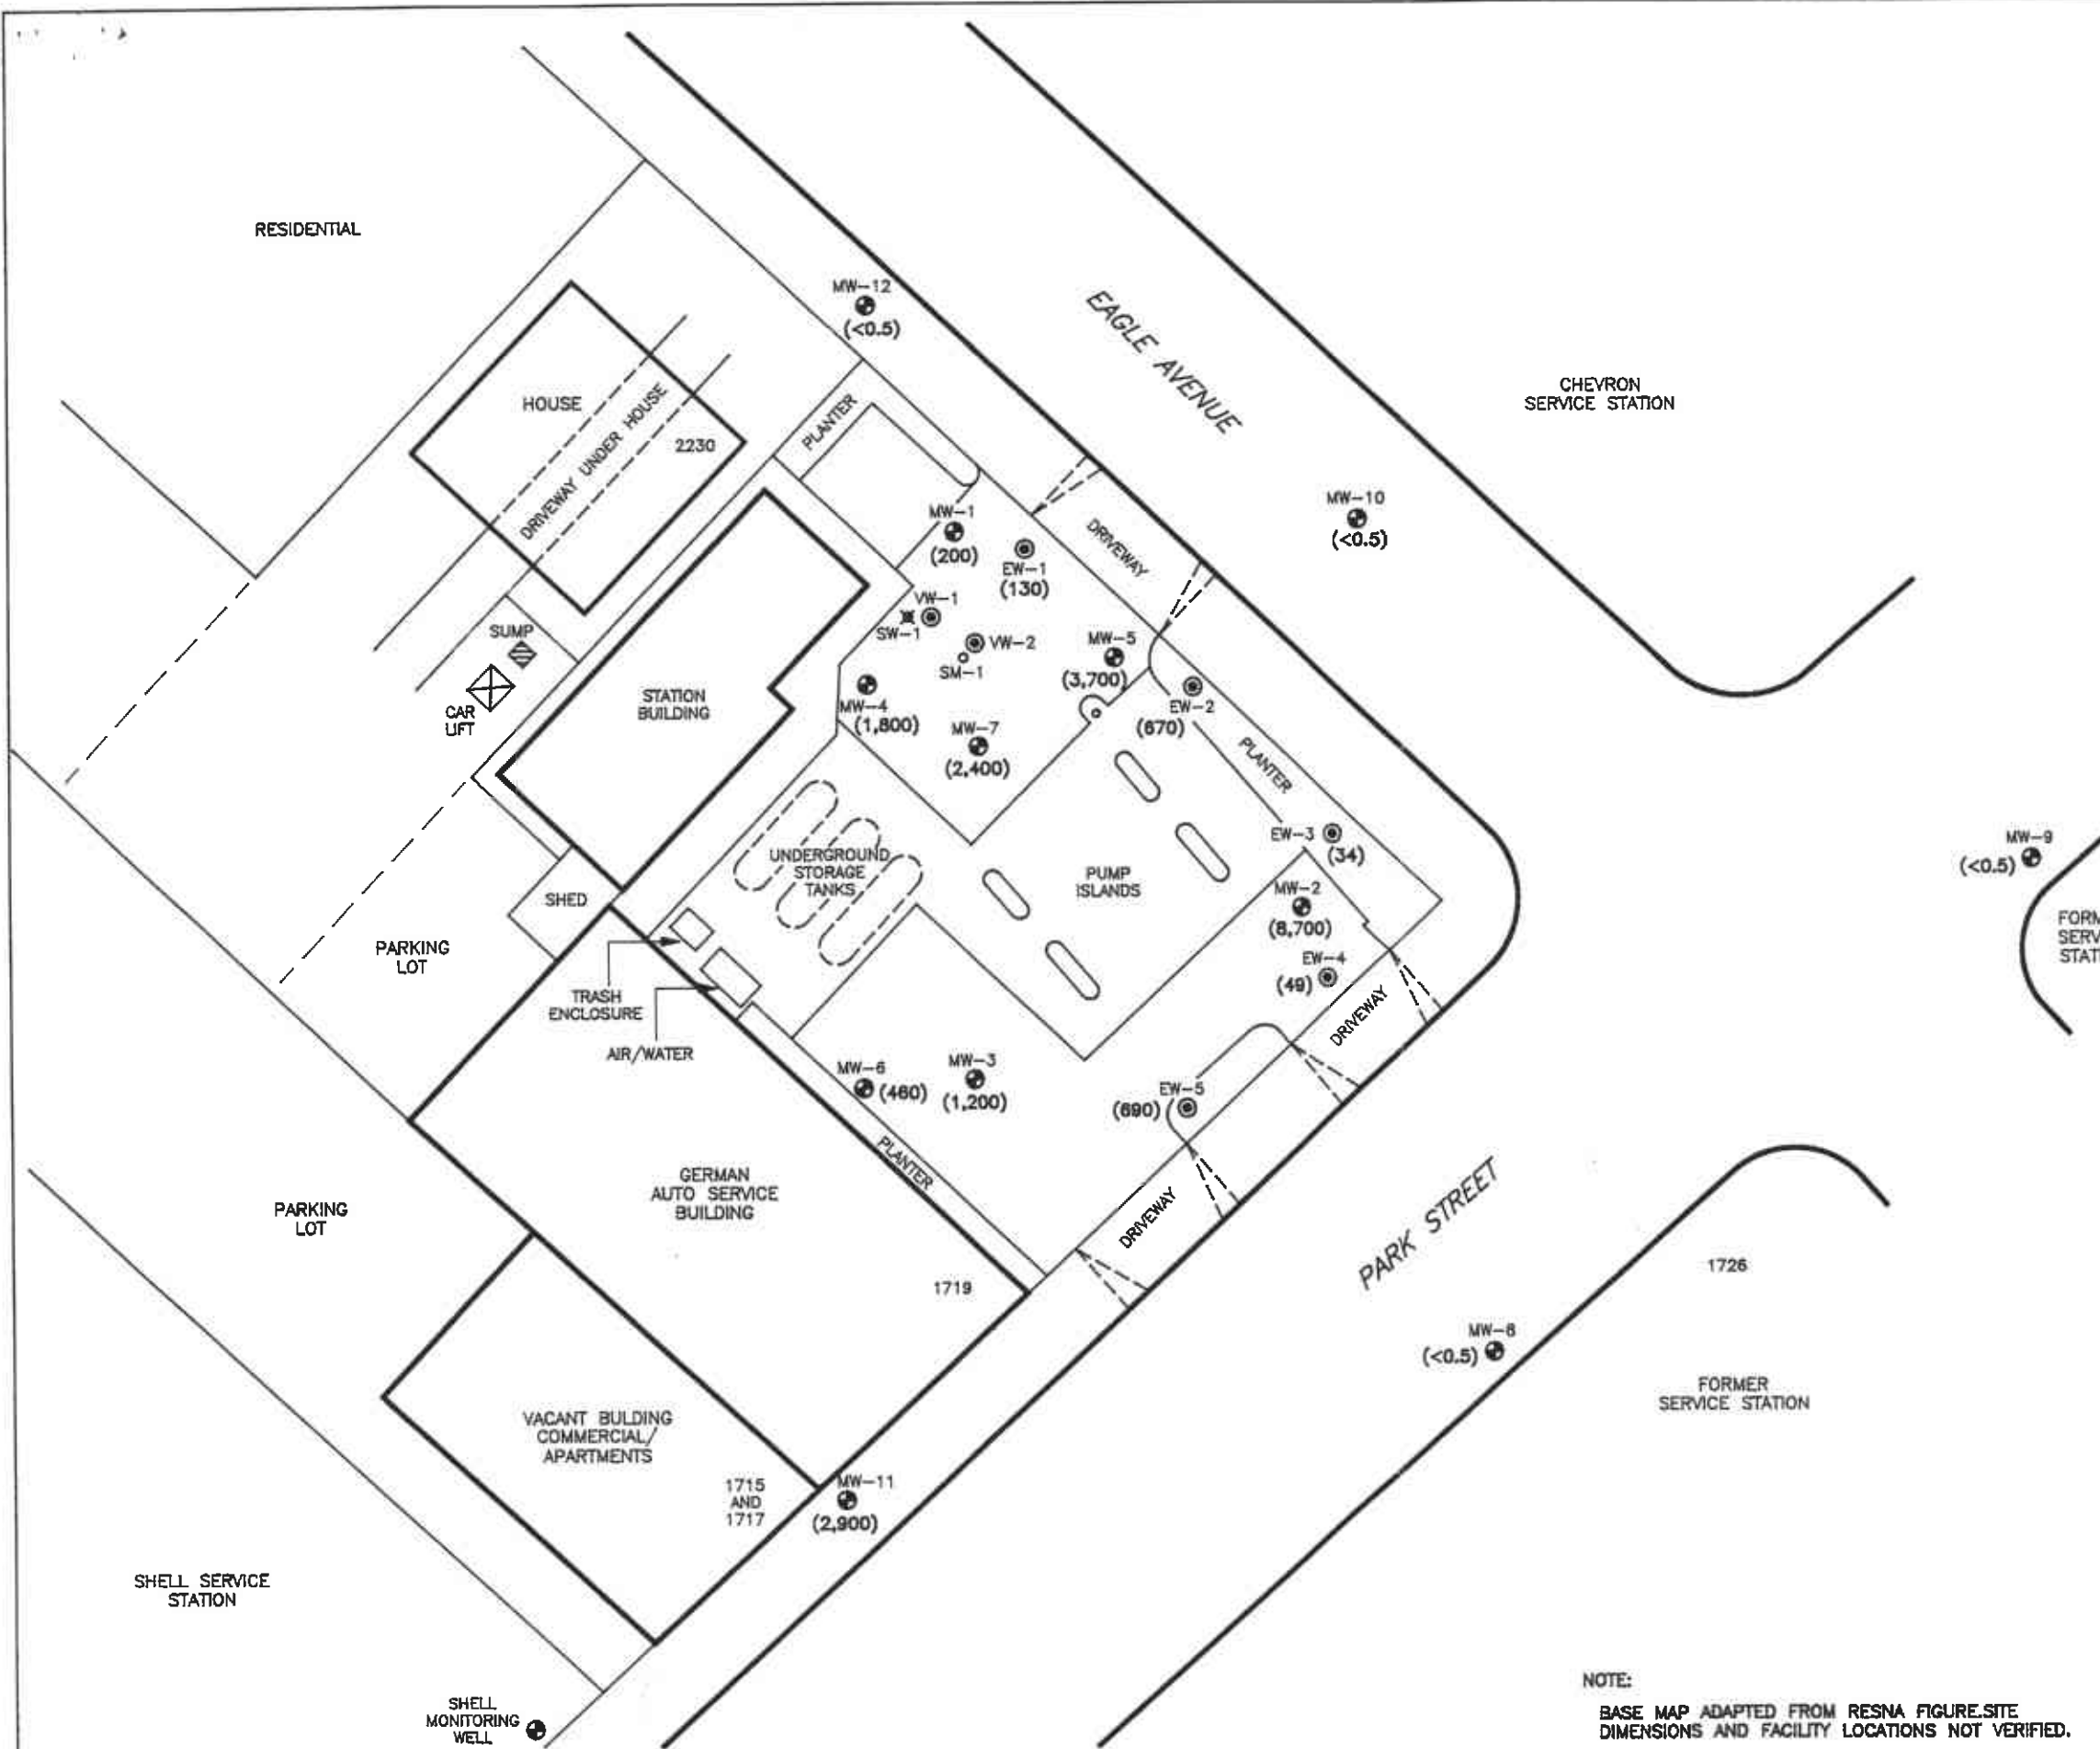 RESIDENTIAL
MW-12
(<0.5)
EAGLE AVENUE
CHEVRON
SERVICE STATION
HOUSE
DRIVEWAY UNDER HOUSE
2230
PLANTER
MW-10
(<0.5)
MW-1
(200)
EW-1
(130)
DRIVEWAY
VW-1
SW-1
VW-2
SM-1
MW-5
(3,700)
SUMP
CAR
LIFT
STATION
BUILDING
MW-4
(1,800)
MW-7
(2,400)
EW-2
(670)
PLANTER
EW-3
(34)
MW-9
(<0.5)
UNDERGROUND
STORAGE
TANKS
PUMP
ISLANDS
MW-2
(8,700)
SHED
EW-4
(49)
PARKING
LOT
TRASH
ENCLOSURE
AIR/WATER
DRIVEWAY
MW-6
(460)
MW-3
(1,200)
EW-5
(690)
PLANTER
GERMAN
AUTO SERVICE
BUILDING
1719
PARKING
LOT
DRIVEWAY
PARK STREET
1726
MW-8
(<0.5)
FORMER
SERVICE STATION
VACANT BULDING
COMMERCIAL/
APARTMENTS
1715
AND
1717
MW-11
(2,900)
SHELL SERVICE
STATION
SHELL
MONITORING
WELL
NOTE:
BASE MAP ADAPTED FROM RESNA FIGURE.SITE
DIMENSIONS AND FACILITY LOCATIONS NOT VERIFIED.